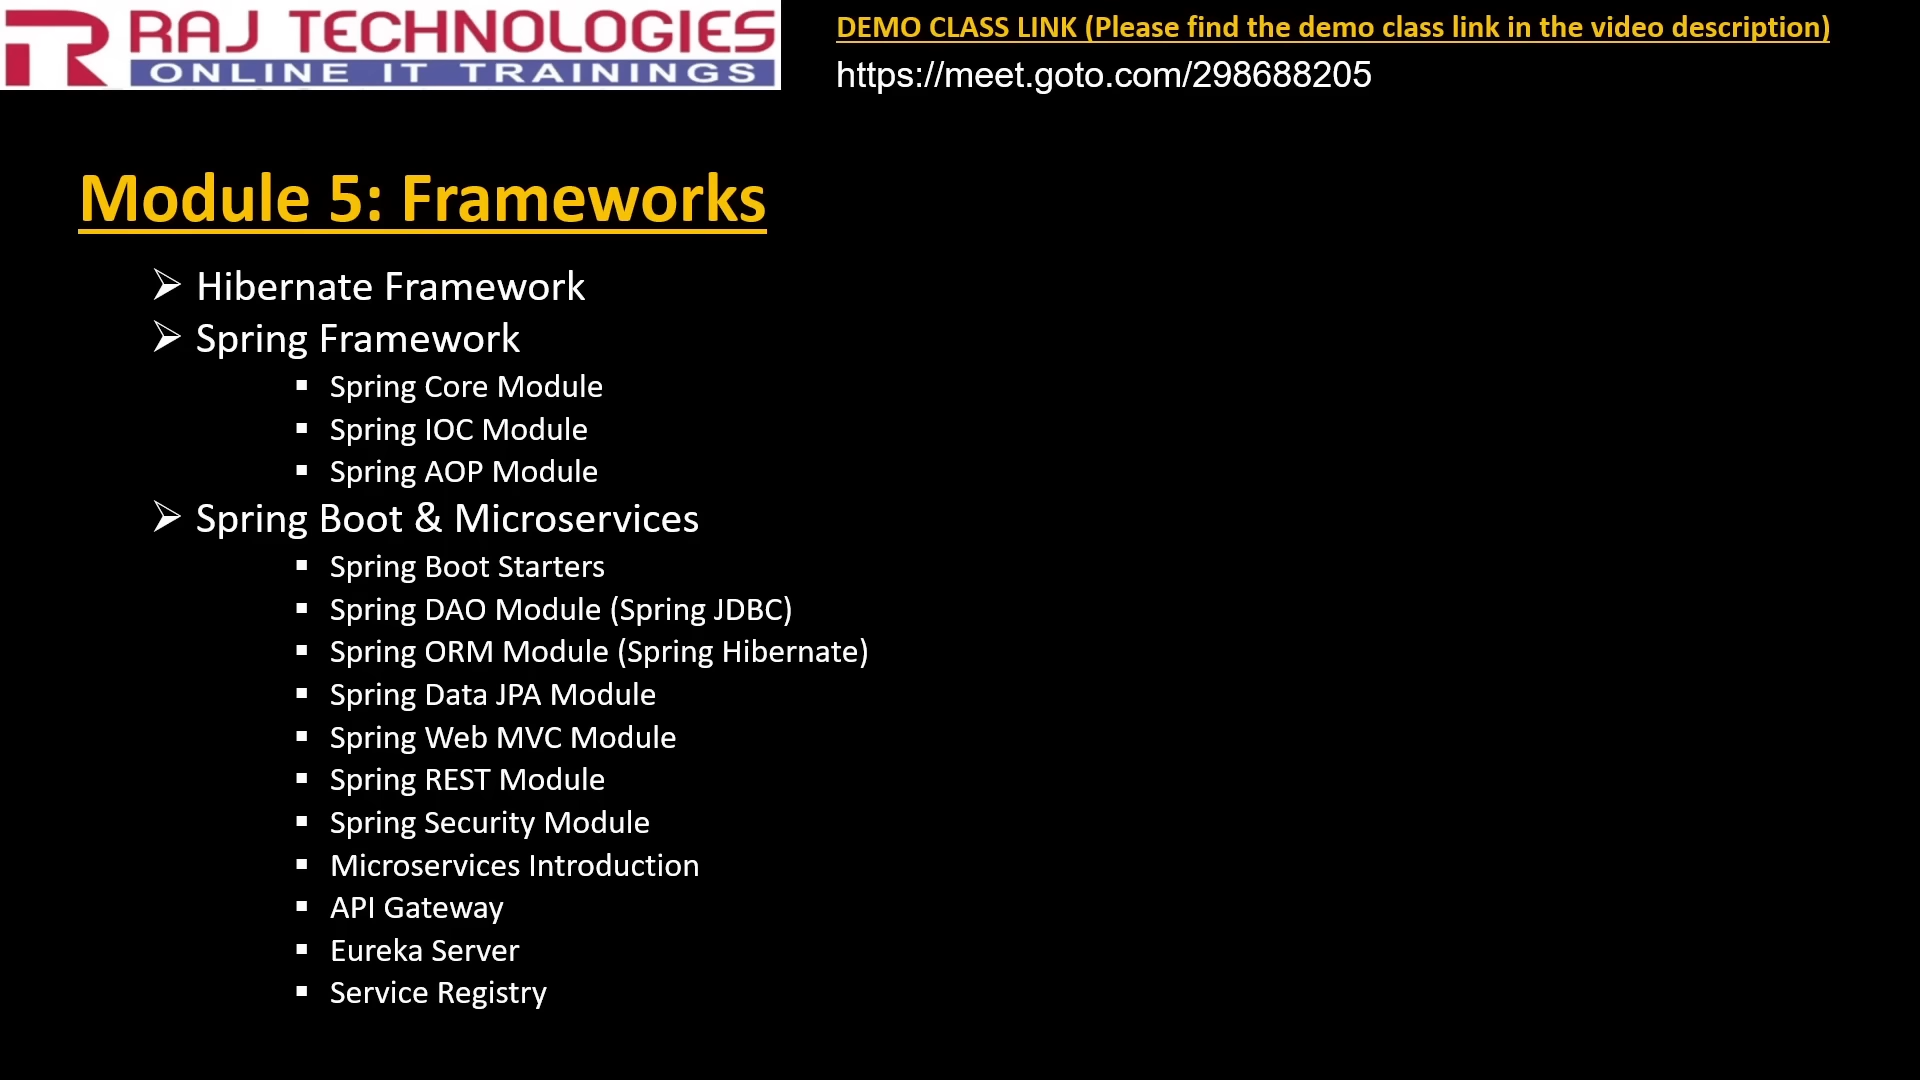 RAJ TECHNOLOGIES
ONLINE IT TRAININGS
DEMO CLASS LINK (Please find the demo class link in the video description)
https://meet.goto.com/298688205
Module 5: Frameworks
Hibernate Framework
Spring Framework
Spring Core Module
Spring IOC Module
Spring AOP Module
Spring Boot & Microservices
Spring Boot Starters
Spring DAO Module (Spring JDBC)
Spring ORM Module (Spring Hibernate)
Spring Data JPA Module
Spring Web MVC Module
Spring REST Module
Spring Security Module
Microservices Introduction
API Gateway
Eureka Server
Service Registry